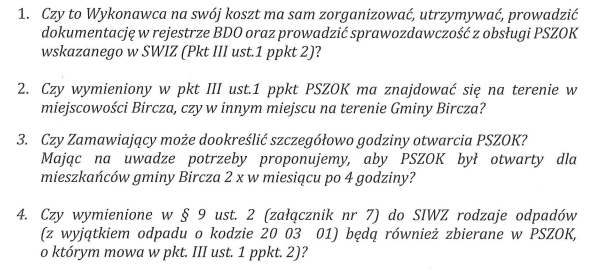 1. Czy to Wykonawca na swój koszt ma sam zorganizować, utrzymywać, prowadzić
dokumentację w rejestrze BDO oraz prowadzić sprawozdawczość z obsługi PSZOK
wskazanego w SWIZ (Pkt III ust.1 ppkt 2)?
2. Czy wymieniony w pkt III ust.1 ppkt PSZOK ma znajdować się na terenie w
miejscowości Bircza, czy w innym miejscu na terenie Gminy Bircza?
3. Czy Zamawiający może dookreślić szczegółowo godziny otwarcia PSZOK?
Mając na uwadze potrzeby proponujemy, aby PSZOK był otwarty dla
mieszkańców gminy Bircza 2 x w miesiącu po 4 godziny?
4. Czy wymienione w § 9 ust. 2 (załącznik nr 7) do SIWZ rodzaje odpadów
(z wyjątkiem odpadu o kodzie 20 03 01) będą również zbierane w PSZOK,
o którym mowa w pkt. III ust. 1 ppkt. 2)?